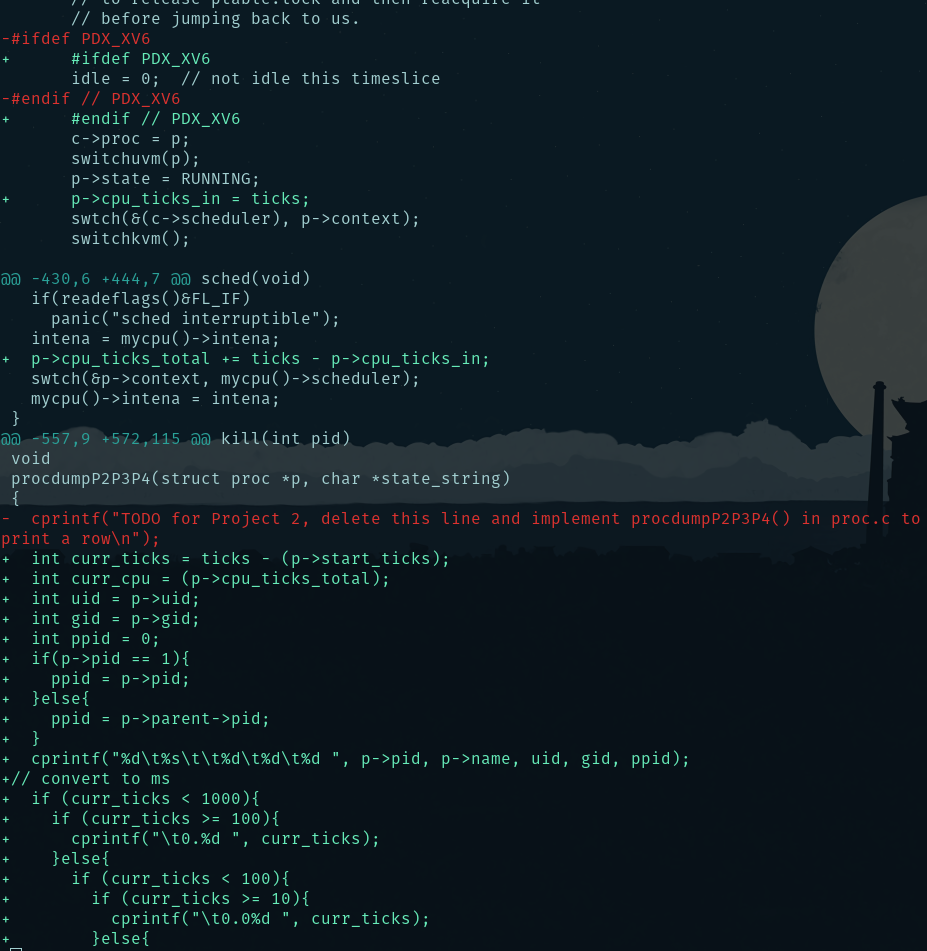 // to release ptable.lock and then reacquire it
// before jumping back to us.
-#ifdef PDX_XV6
+      #ifdef PDX_XV6
       idle = 0;  // not idle this timeslice
-#endif // PDX_XV6
+      #endif // PDX_XV6
       c->proc = p;
       switchuvm(p);
       p->state = RUNNING;
+      p->cpu_ticks_in = ticks;
       swtch(&(c->scheduler), p->context);
       switchkvm();
@@ -430,6 +444,7 @@ sched(void)
   if(readeflags()&FL_IF)
     panic("sched interruptible");
   intena = mycpu()->intena;
+  p->cpu_ticks_total += ticks - p->cpu_ticks_in;
   swtch(&p->context, mycpu()->scheduler);
   mycpu()->intena = intena;
 }
@@ -557,9 +572,115 @@ kill(int pid)
 void
 procdumpP2P3P4(struct proc *p, char *state_string)
 {
-  cprintf("TODO for Project 2, delete this line and implement procdumpP2P3P4() in proc.c to
print a row\n");
+  int curr_ticks = ticks - (p->start_ticks);
+  int curr_cpu = (p->cpu_ticks_total);
+  int uid = p->uid;
+  int gid = p->gid;
+  int ppid = 0;
+  if(p->pid == 1){
+    ppid = p->pid;
+  }else{
+    ppid = p->parent->pid;
+  }
+  cprintf("%d\t%s\t\t%d\t%d\t%d ", p->pid, p->name, uid, gid, ppid);
+// convert to ms
+  if (curr_ticks < 1000){
+    if (curr_ticks >= 100){
+      cprintf("\t0.%d ", curr_ticks);
+    }else{
+      if (curr_ticks < 100){
+        if (curr_ticks >= 10){
+          cprintf("\t0.0%d ", curr_ticks);
+        }else{